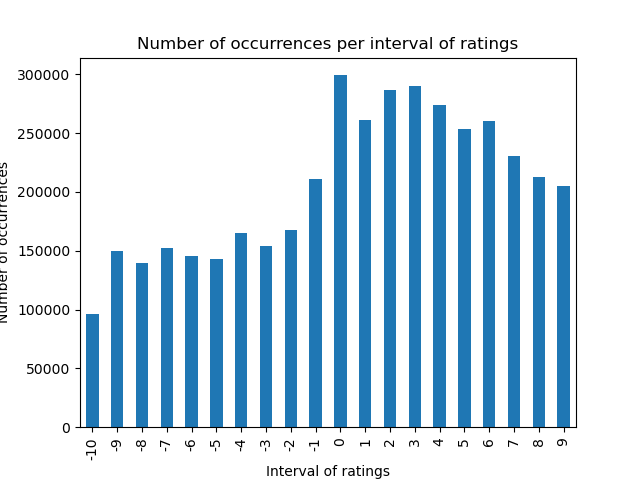 Number of occurrences per interval of ratings
300000
250000
200000
150000
100000
50000
0
Number of occurrences
-10 -9 -8 -7 -6 -5 -4 -3 -2 -1 0 1 2 3 4 5 6 7 8 9
Interval of ratings